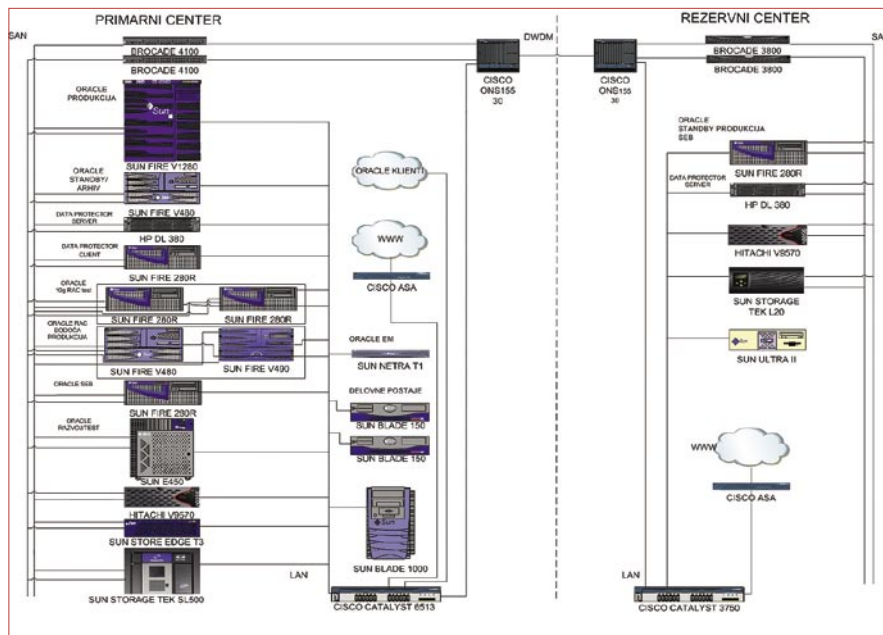 PRIMARNI CENTER
REZERVNI CENTER
SAN
BROCADE 4100
BROCADE 4100
ORACLE
PRODUKCIJA
Sun
SUN FIRE V1280
ORACLE
STANDBY/
ARHIV
SUN FIRE V480
DATA PROTECTOR
SERVER
HP DL 380
DATA PROTECTOR
CLIENT
SUN FIRE 280R
ORACLE
10g RAC test
SUN FIRE 280R
SUN FIRE 280R
ORACLE RAC
BODOČA
PRODUKCIJA
SUN FIRE V480
SUN FIRE V490
ORACLE SEB
SUN FIRE 280R
ORACLE
RAZVOJ/TEST
SUN E450
HITACHI V9570
SUN STORE EDGE T3
SUN STORAGE TEK SL500
DWDM
CISCO
ONS155
30
CISCO
ONS155
30
ORACLE KLIENTI
WWW
CISCO ASA
ORACLE EM
SUN NETRA T1
DELOVNE POSTAJE
SUN BLADE 150
SUN BLADE 150
Sun
SUN BLADE 1000
LAN
CISCO CATALYST 6513
SA
BROCADE 3800
BROCADE 3800
ORACLE
STANDBY PRODUKCIJA
SEB
SUN FIRE 280R
DATA PROTECTOR
SERVER
HP DL 380
HITACHI V9570
SUN STORAGE
TEK L20
Sun
SUN ULTRA II
WWW
CISCO ASA
LAN
CISCO CATALYST 3750